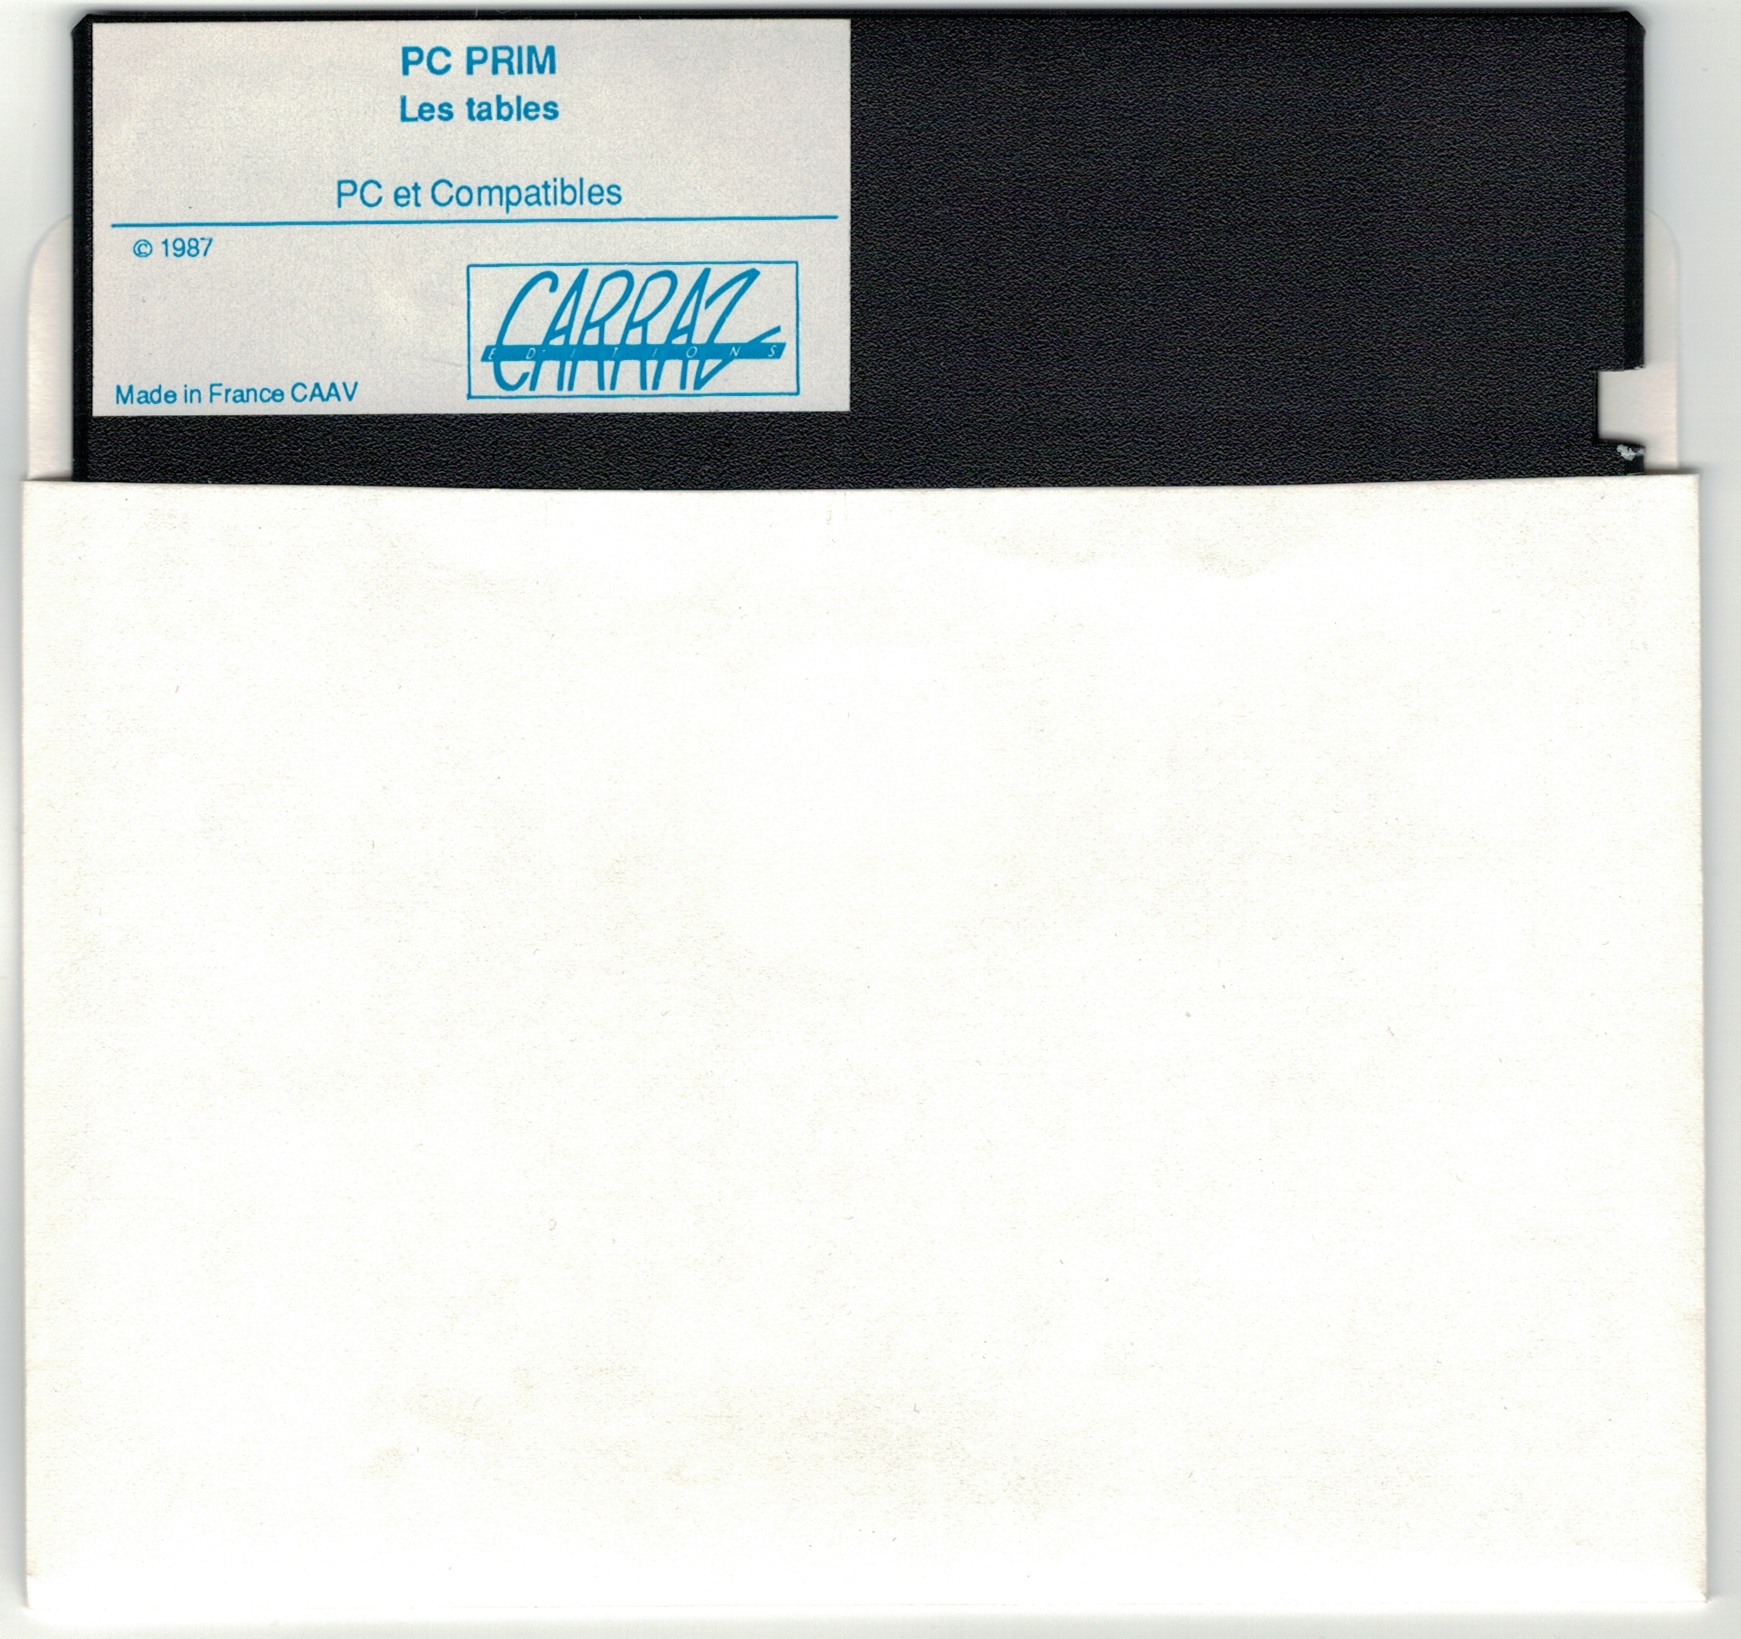 PC PRIM
Les tables
PC et Compatibles
© 1987
CARRAZ
EDITIONS
Made in France CAAV